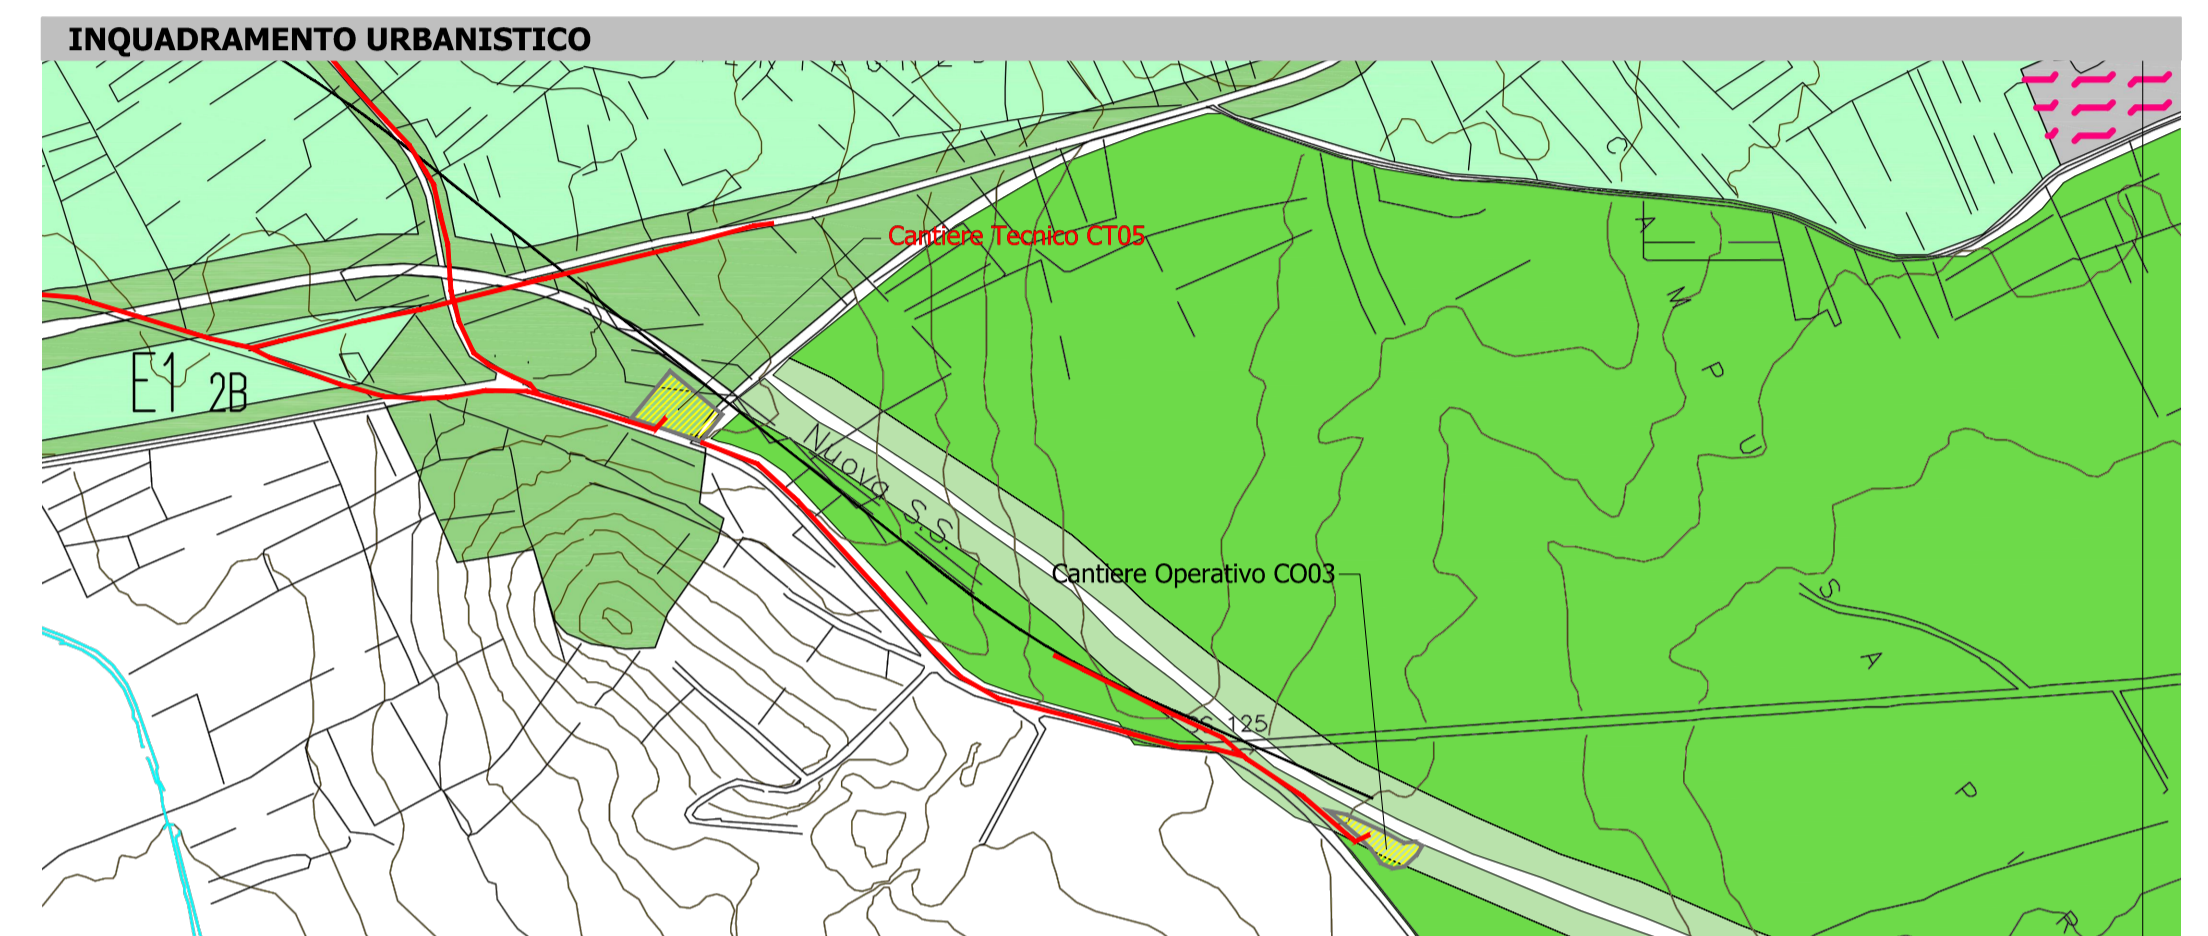 INQUADRAMENTO URBANISTICO
Cantiere Tecnico CT05
E1 2B
Nuova S.S.
Cantiere Operativo CO03
SS 125
C A M P U S A P I R